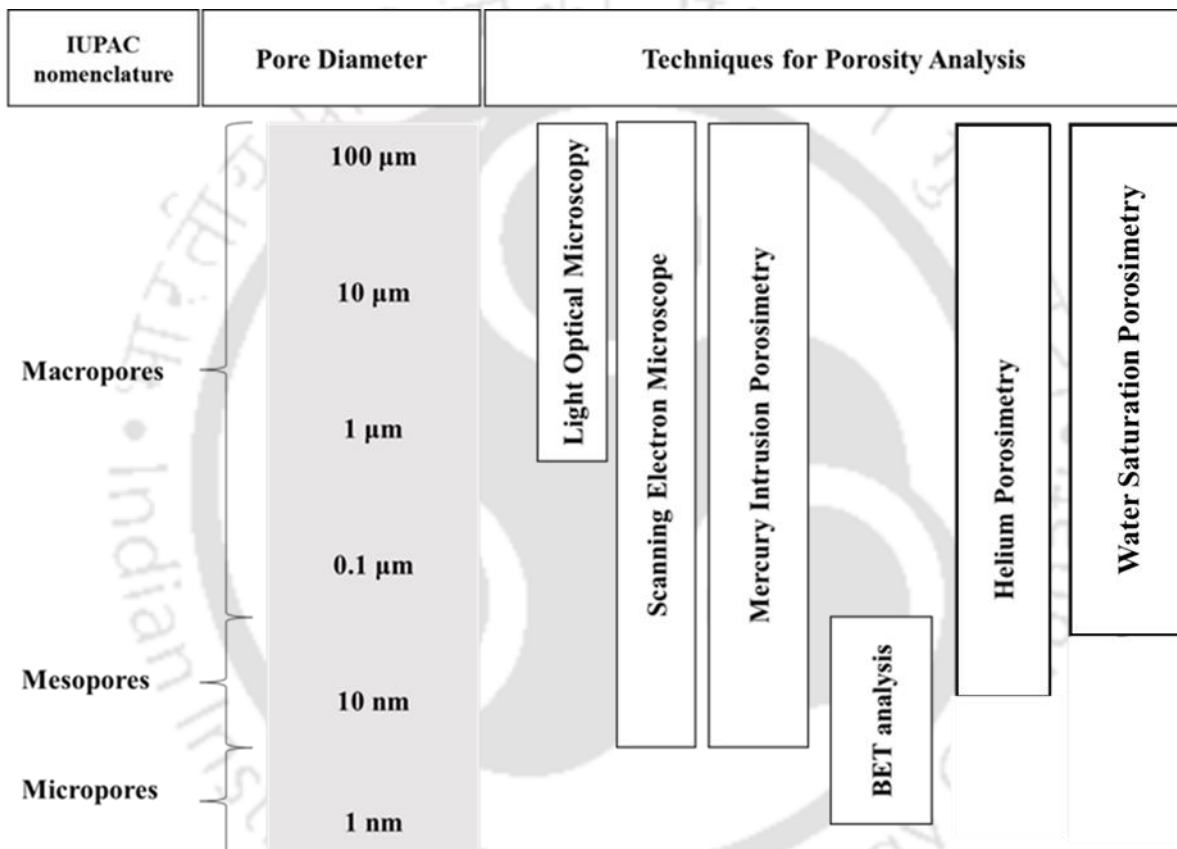 IUPAC
nomenclature
Pore Diameter
Techniques for Porosity Analysis
Macropores
Mesopores
Micropores
100 µm
10 µm
1 µm
0.1 µm
10 nm
1 nm
Light Optical Microscopy
Scanning Electron Microscope
Mercury Intrusion Porosimetry
BET analysis
Helium Porosimetry
Water Saturation Porosimetry
Indian Ins